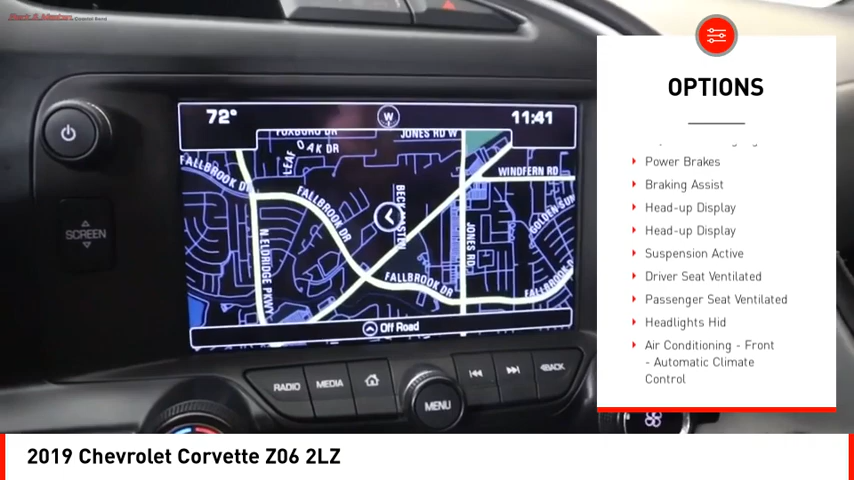 72°
W
11:41
FOXBORO DR
JONES RD W
OAK DR
LEAF
FALLBROOK D
WINDFERN RD
FALLBROOK DR
GOLDEN SUN
N ELDRIDGE PKWY
JONES RD
FALLBROOK DR
FALLBROOK D
Off Road
SCREEN
RADIO
MEDIA
MENU
BACK
OPTIONS
Power Brakes
Braking Assist
Head-up Display
Head-up Display
Suspension Active
Driver Seat Ventilated
Passenger Seat Ventilated
Headlights Hid
Air Conditioning - Front
- Automatic Climate
Control
2019 Chevrolet Corvette Z06 2LZ